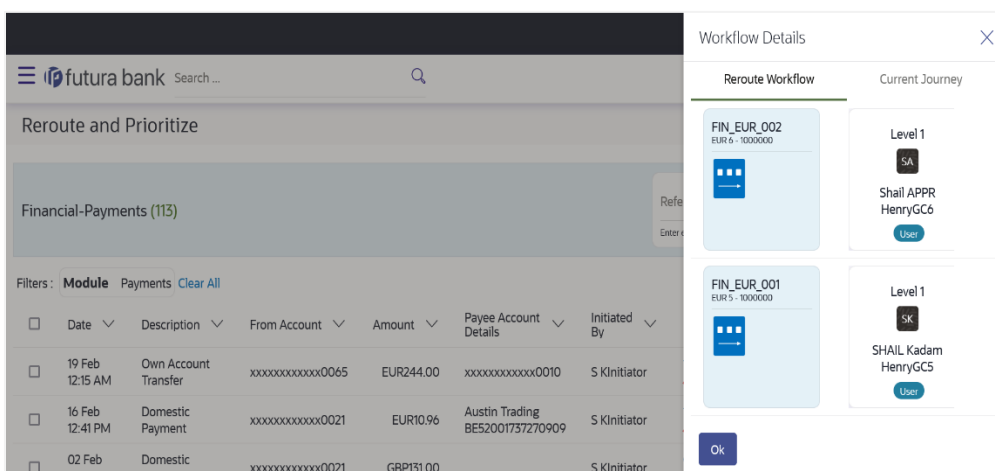 futura bank Search ...
Reroute and Prioritize
Financial-Payments (113)
Refe
Enter
Filters : Module Payments Clear All
Date Description From Account Amount Payee Account Details Initiated By
19 Feb 12:15 AM Own Account Transfer xxxxxxxxxxxx0065 EUR244.00 xxxxxxxxxxxx0010 S KInitiator
16 Feb 12:41 PM Domestic Payment xxxxxxxxxxxx0021 EUR10.96 Austin Trading BE52001737270909 S KInitiator
02 Feb Domestic xxxxxxxxxxxx0021 GBP131.00 S KInitiator
Workflow Details
Reroute Workflow Current Journey
FIN_EUR_002
EUR 6 - 1000000
Level 1
SA
Shail APPR
HenryGC6
User
FIN_EUR_001
EUR 5 - 1000000
Level 1
SK
SHAIL Kadam
HenryGC5
User
Ok